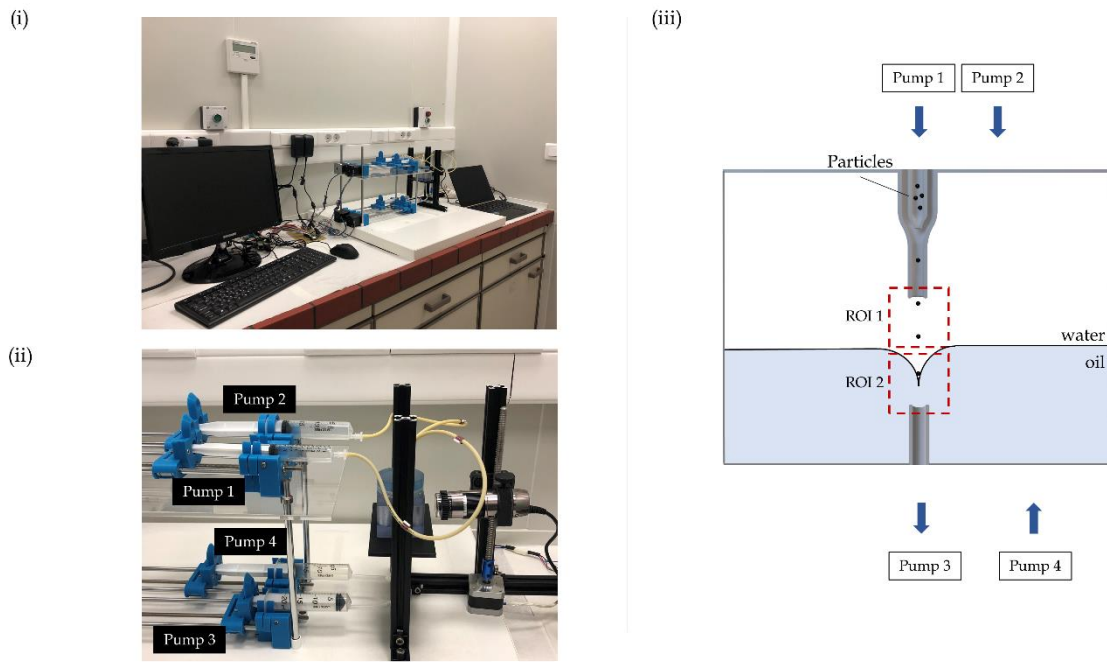 (i)
(ii)
Pump 2
Pump 1
Pump 4
Pump 3
(iii)
Pump 1
Pump 2
Particles
ROI 1
water
oil
ROI 2
Pump 3
Pump 4